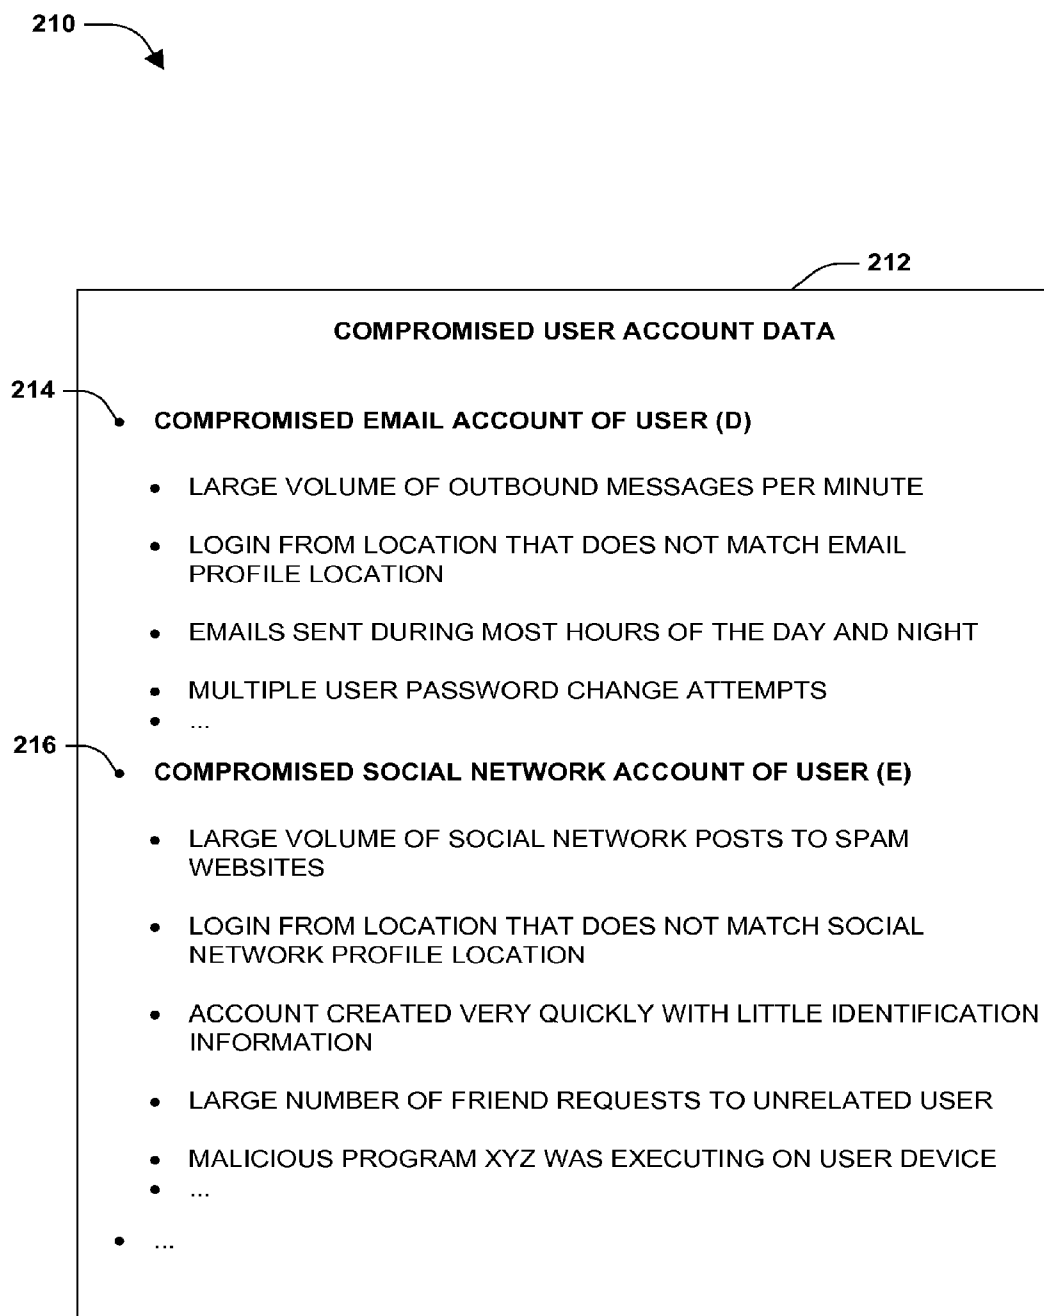 210
212
COMPROMISED USER ACCOUNT DATA
214
• COMPROMISED EMAIL ACCOUNT OF USER (D)
• LARGE VOLUME OF OUTBOUND MESSAGES PER MINUTE
• LOGIN FROM LOCATION THAT DOES NOT MATCH EMAIL
PROFILE LOCATION
• EMAILS SENT DURING MOST HOURS OF THE DAY AND NIGHT
• MULTIPLE USER PASSWORD CHANGE ATTEMPTS
• ...
216
• COMPROMISED SOCIAL NETWORK ACCOUNT OF USER (E)
• LARGE VOLUME OF SOCIAL NETWORK POSTS TO SPAM
WEBSITES
• LOGIN FROM LOCATION THAT DOES NOT MATCH SOCIAL
NETWORK PROFILE LOCATION
• ACCOUNT CREATED VERY QUICKLY WITH LITTLE IDENTIFICATION
INFORMATION
• LARGE NUMBER OF FRIEND REQUESTS TO UNRELATED USER
• MALICIOUS PROGRAM XYZ WAS EXECUTING ON USER DEVICE
• ...
• ...